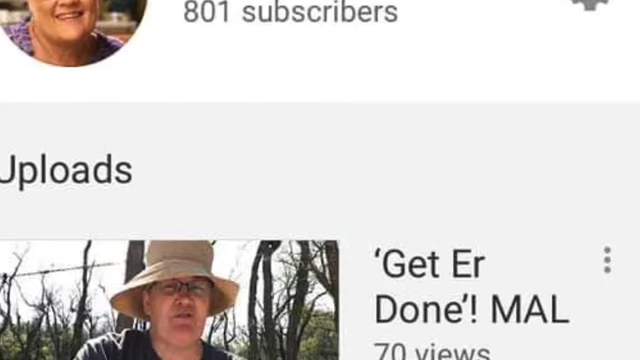 801 subscribers
Uploads
‘Get Er
Done’! MAL
70 views